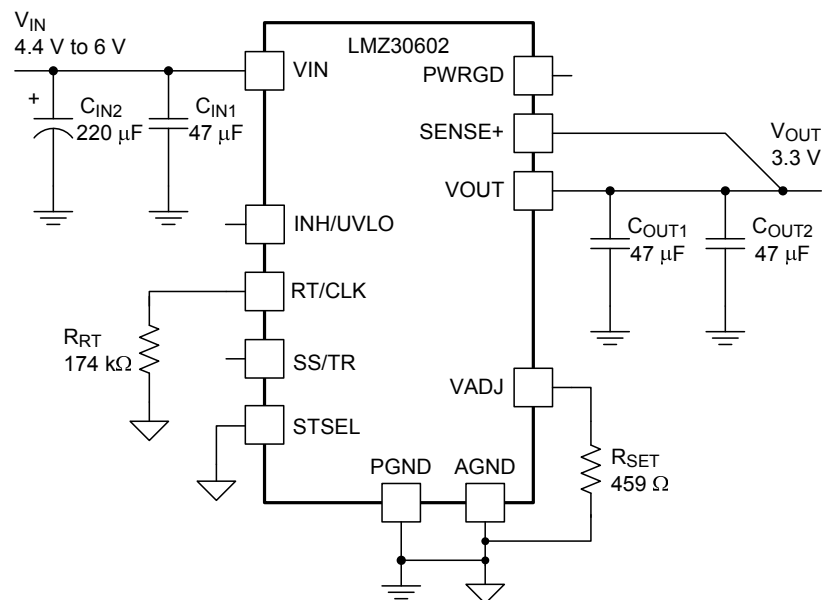 V_IN
4.4 V to 6 V
LMZ30602
VIN
PWRGD
+
C_IN2
220 μF
C_IN1
47 μF
SENSE+
V_OUT
3.3 V
VOUT
INH/UVLO
C_OUT1
47 μF
C_OUT2
47 μF
RT/CLK
R_RT
174 kΩ
SS/TR
VADJ
STSEL
PGND
AGND
R_SET
459 Ω